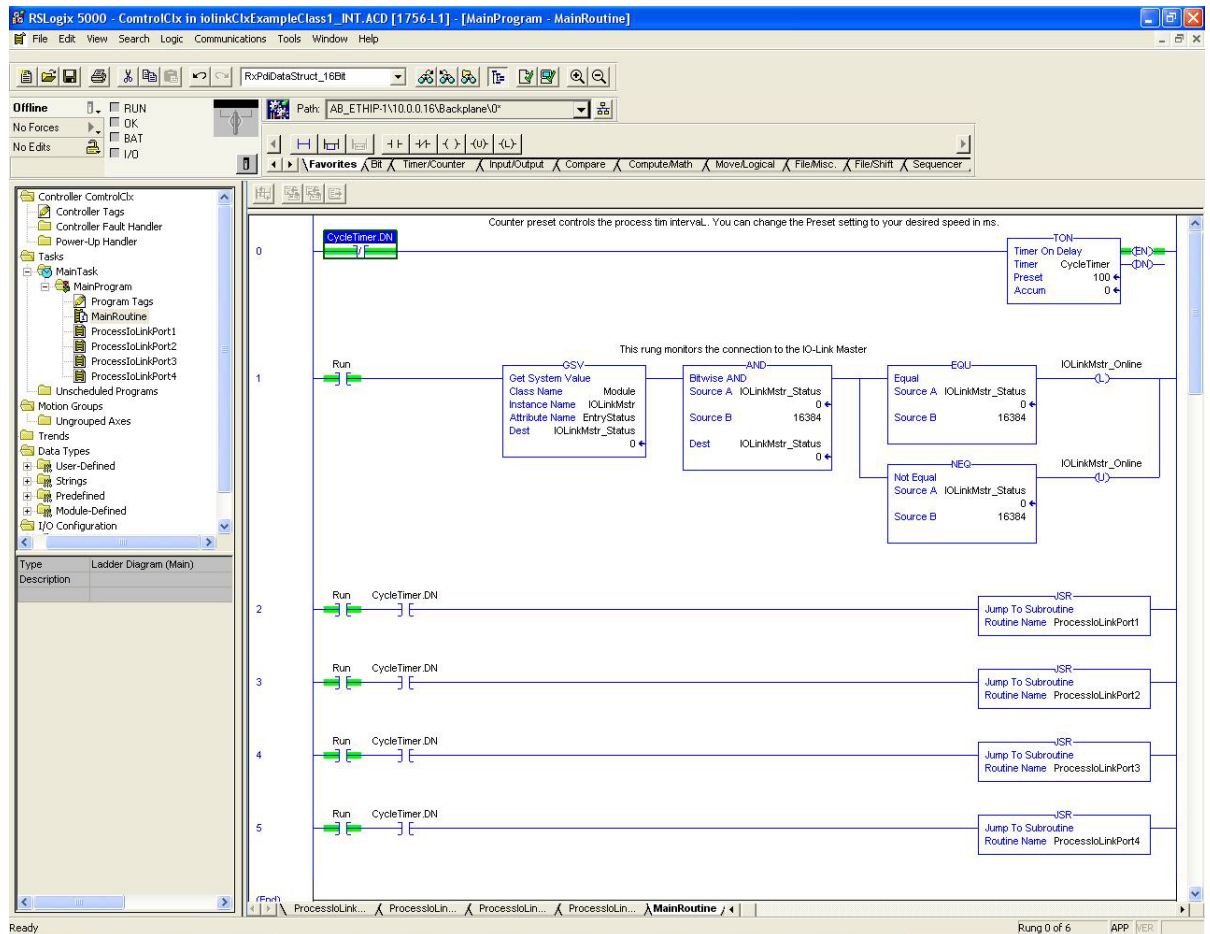 RSLogix 5000 - ComtrolClx in iolinkClxExampleClass1_INT.ACD [1756-L1] - [MainProgram - MainRoutine]
File Edit View Search Logic Communications Tools Window Help
RxPdiDataStruct_16Bit
Offline
RUN
No Forces
OK
No Edits
BAT
I/O
Path: AB_ETHIP-1\10.0.0.16\Backplane\0*
Favorites Bit Timer/Counter Input/Output Compare Compute/Math Move/Logical File/Misc. File/Shift Sequencer
Controller ComtrolClx
Controller Tags
Controller Fault Handler
Power-Up Handler
Tasks
MainTask
MainProgram
Program Tags
MainRoutine
ProcessIoLinkPort1
ProcessIoLinkPort2
ProcessIoLinkPort3
ProcessIoLinkPort4
Unscheduled Programs
Motion Groups
Ungrouped Axes
Trends
Data Types
User-Defined
Strings
Predefined
Module-Defined
I/O Configuration
Type Ladder Diagram (Main)
Description
Counter preset controls the process tim intervaL. You can change the Preset setting to your desired speed in ms.
0
CycleTimer.DN
TON
Timer On Delay
Timer CycleTimer
Preset 100
Accum 0
EN
DN
This rung monitors the connection to the IO-Link Master
1
Run
GSV
Get System Value
Class Name Module
Instance Name IOLinkMstr
Attribute Name EntryStatus
Dest IOLinkMstr_Status
0
AND
Bitwise AND
Source A IOLinkMstr_Status
0
Source B 16384
Dest IOLinkMstr_Status
0
EQU
Equal
Source A IOLinkMstr_Status
0
Source B 16384
IOLinkMstr_Online
L
NEQ
Not Equal
Source A IOLinkMstr_Status
0
Source B 16384
IOLinkMstr_Online
U
2
Run CycleTimer.DN
JSR
Jump To Subroutine
Routine Name ProcessIoLinkPort1
3
Run CycleTimer.DN
JSR
Jump To Subroutine
Routine Name ProcessIoLinkPort2
4
Run CycleTimer.DN
JSR
Jump To Subroutine
Routine Name ProcessIoLinkPort3
5
Run CycleTimer.DN
JSR
Jump To Subroutine
Routine Name ProcessIoLinkPort4
(End)
ProcessIoLink... ProcessIoLin... ProcessIoLin... ProcessIoLin... MainRoutine
Ready
Rung 0 of 6 APP VER